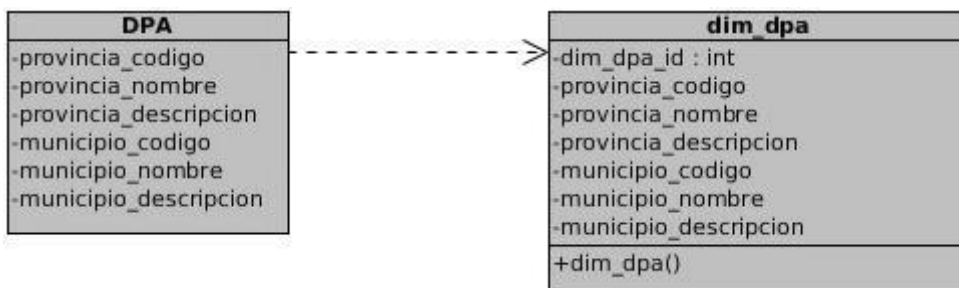 DPA
-provincia_codigo
-provincia_nombre
-provincia_descripcion
-municipio_codigo
-municipio_nombre
-municipio_descripcion
dim_dpa
-dim_dpa_id : int
-provincia_codigo
-provincia_nombre
-provincia_descripcion
-municipio_codigo
-municipio_nombre
-municipio_descripcion
+dim_dpa()